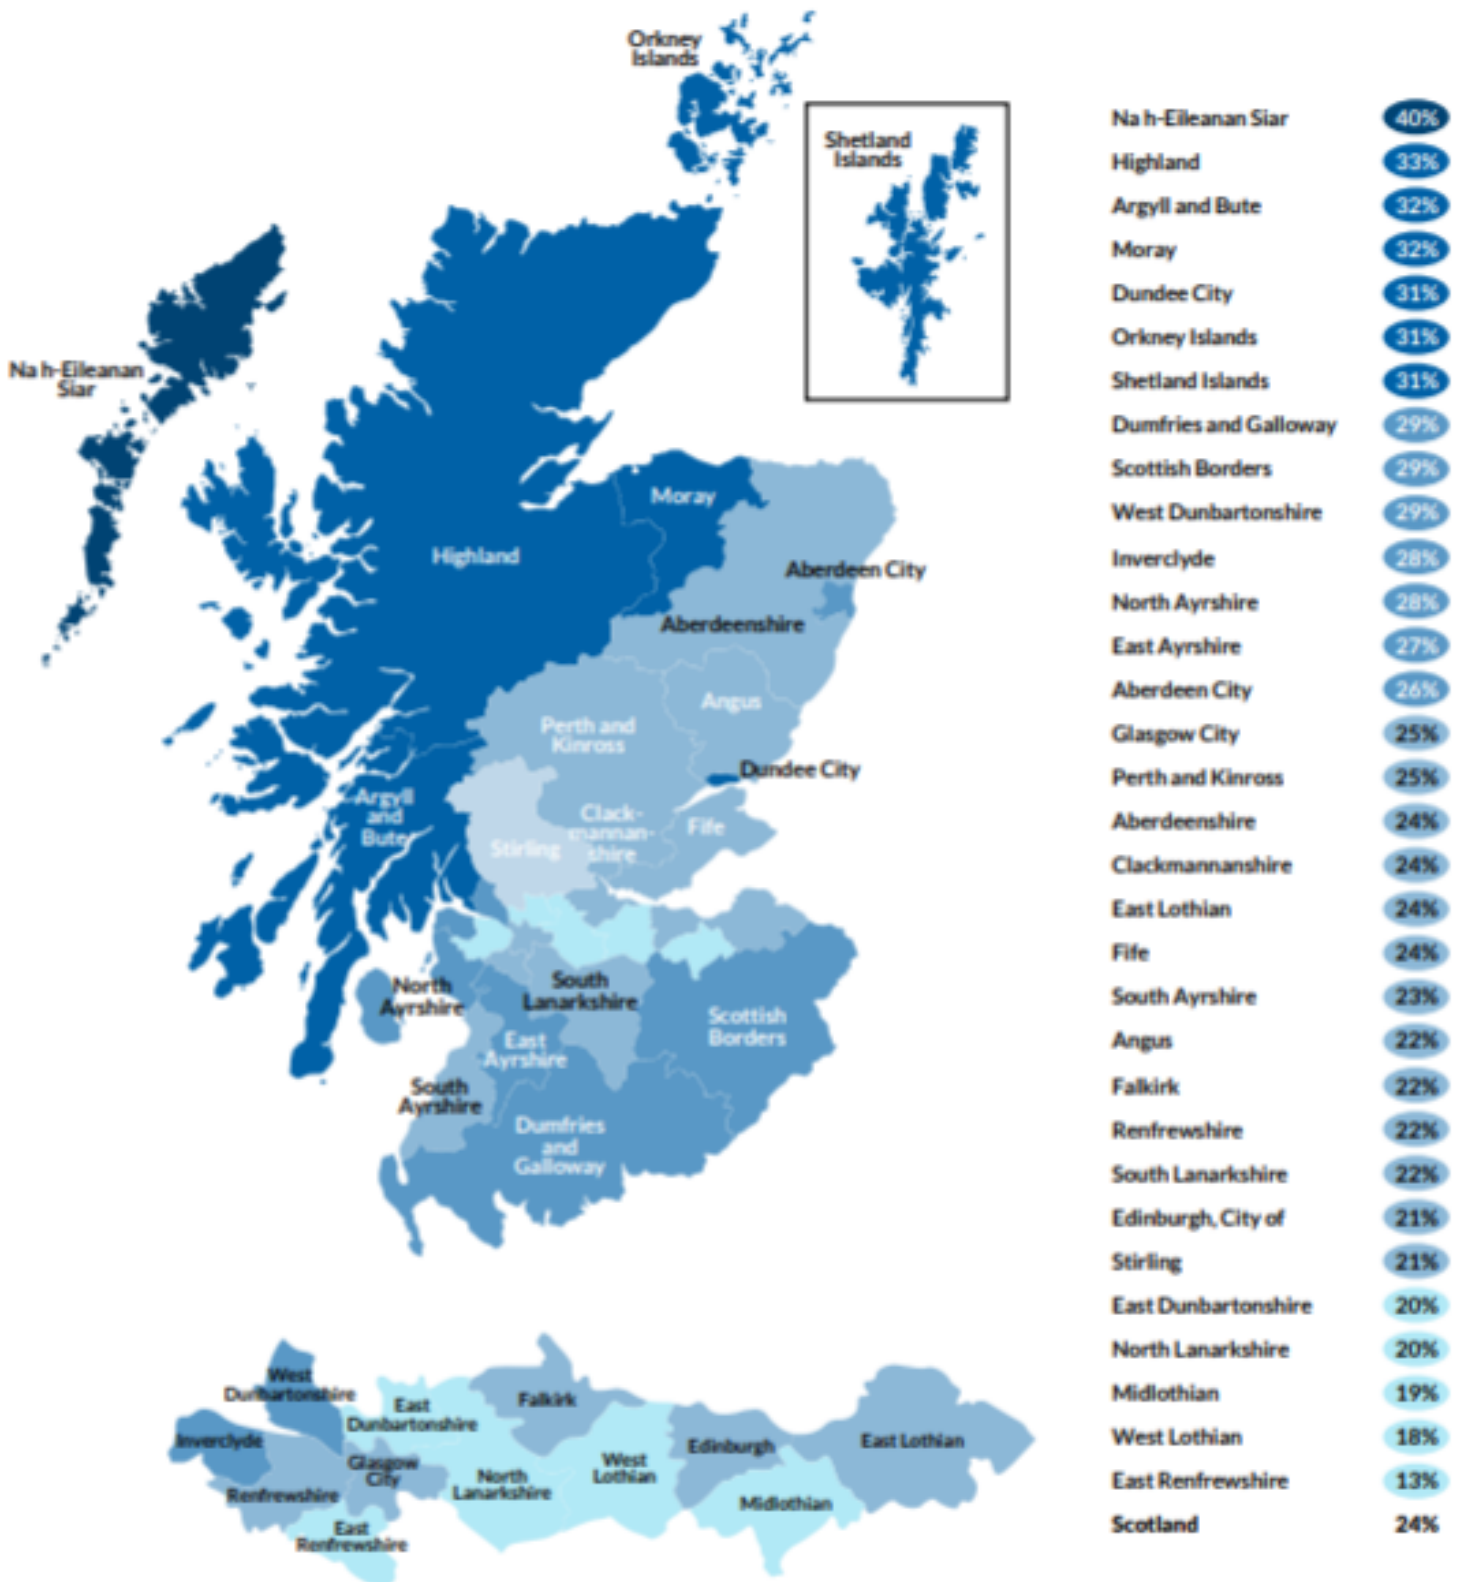 Orkney
Islands
Shetland
Islands
Na h-Eileanan
Siar
Moray
Highland
Aberdeen City
Aberdeenshire
Angus
Perth and
Kinross
Dundee City
Argyll
and
Bute
Clack-
mannan-
shire
Fife
Stirling
North
Ayrshire
South
Lanarkshire
Scottish
Borders
East
Ayrshire
South
Ayrshire
Dumfries
and
Galloway
West
Dunbartonshire
East
Dunbartonshire
Falkirk
Inverclyde
Glasgow
City
Renfrewshire
North
Lanarkshire
West
Lothian
Edinburgh
East Lothian
Midlothian
East
Renfrewshire
Na h-Eileanan Siar 40%
Highland 33%
Argyll and Bute 32%
Moray 32%
Dundee City 31%
Orkney Islands 31%
Shetland Islands 31%
Dumfries and Galloway 29%
Scottish Borders 29%
West Dunbartonshire 29%
Inverclyde 28%
North Ayrshire 28%
East Ayrshire 27%
Aberdeen City 26%
Glasgow City 25%
Perth and Kinross 25%
Aberdeenshire 24%
Clackmannanshire 24%
East Lothian 24%
Fife 24%
South Ayrshire 23%
Angus 22%
Falkirk 22%
Renfrewshire 22%
South Lanarkshire 22%
Edinburgh, City of 21%
Stirling 21%
East Dunbartonshire 20%
North Lanarkshire 20%
Midlothian 19%
West Lothian 18%
East Renfrewshire 13%
Scotland 24%